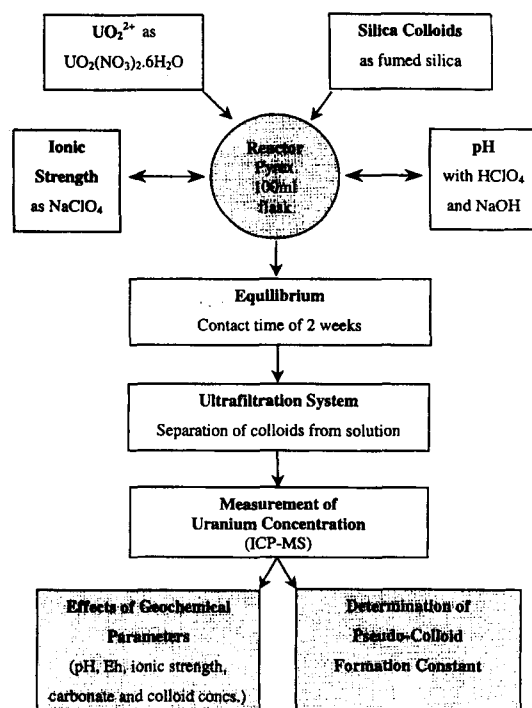 UO₂²⁺ as
UO₂(NO₃)₂.6H₂O
Silica Colloids
as fumed silica
Ionic
Strength
as NaClO₄
Reactor
Pyrex
100ml
flask
pH
with HClO₄
and NaOH
Equilibrium
Contact time of 2 weeks
Ultrafiltration System
Separation of colloids from solution
Measurement of
Uranium Concentration
(ICP-MS)
Effects of Geochemical
Parameters
(pH, Eh, ionic strength,
carbonate and colloid concs.)
Determination of
Pseudo-Colloid
Formation Constant